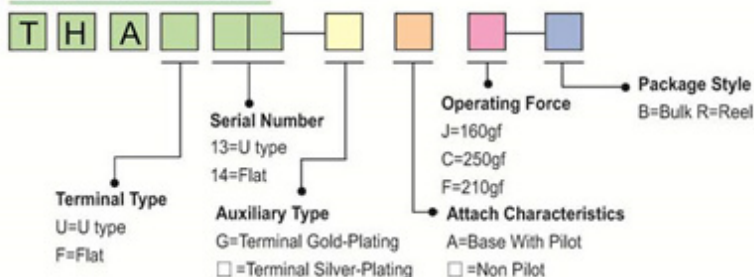 T H A □ □□-□ □ □-□
Package Style
B=Bulk R=Reel
Operating Force
J=160gf
C=250gf
F=210gf
Serial Number
13=U type
14=Flat
Terminal Type
U=U type
F=Flat
Auxiliary Type
G=Terminal Gold-Plating
□ =Terminal Silver-Plating
Attach Characteristics
A=Base With Pilot
□ =Non Pilot